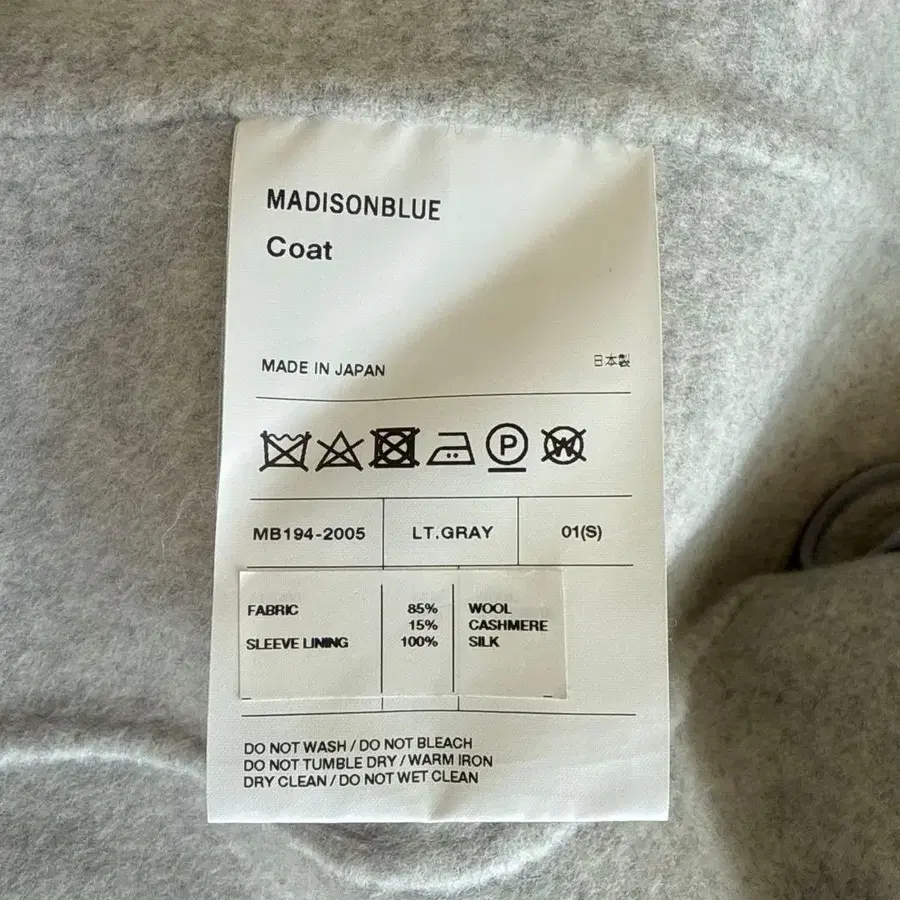 MADISONBLUE
Coat
MADE IN JAPAN 日本製
P W
MB194-2005 LT.GRAY 01(S)
FABRIC 85% WOOL
15% CASHMERE
SLEEVE LINING 100% SILK
DO NOT WASH / DO NOT BLEACH
DO NOT TUMBLE DRY / WARM IRON
DRY CLEAN / DO NOT WET CLEAN